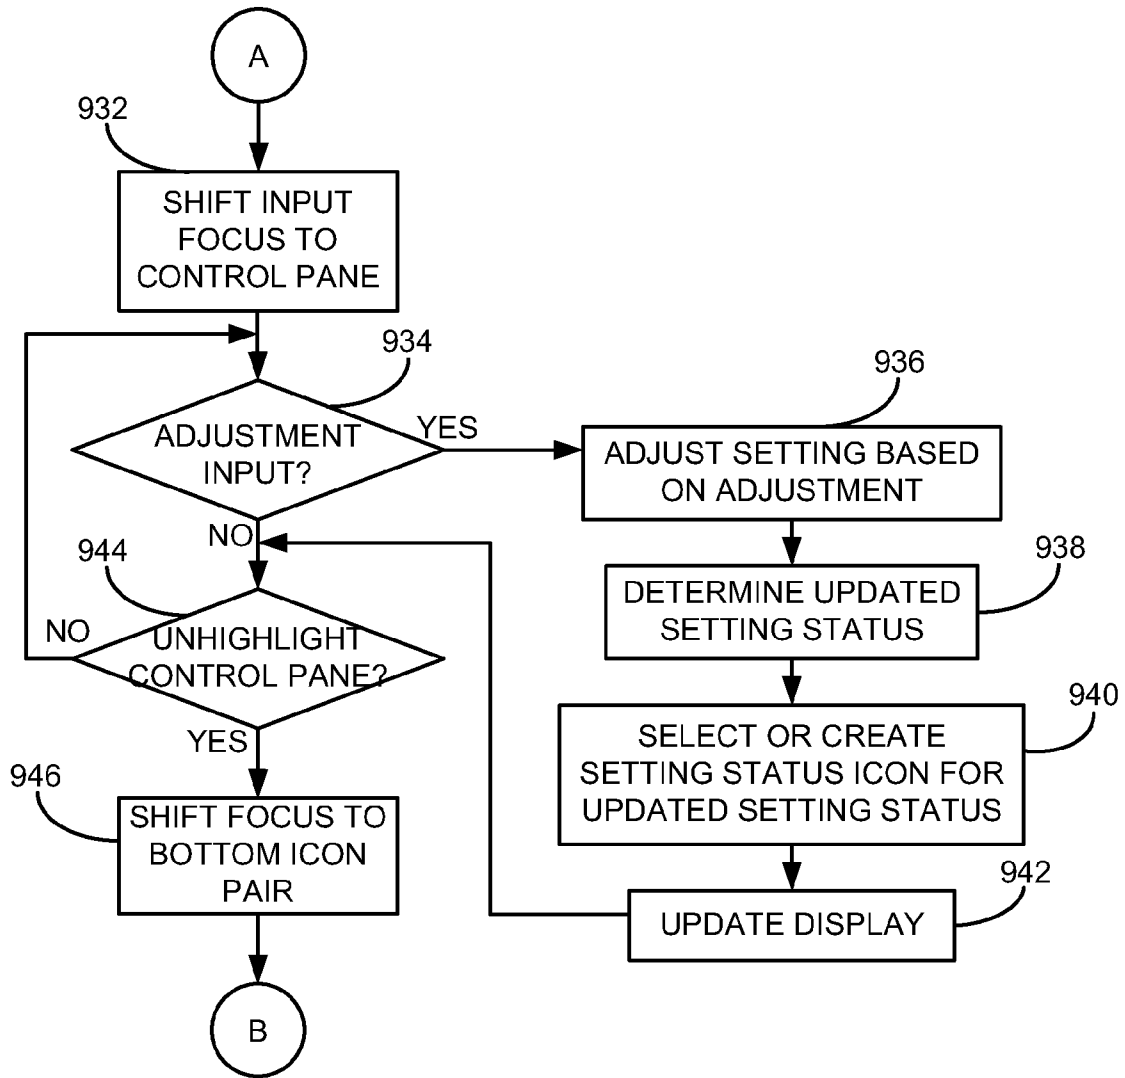 A
932
SHIFT INPUT
FOCUS TO
CONTROL PANE
934
ADJUSTMENT
INPUT?
YES
NO
936
ADJUST SETTING BASED
ON ADJUSTMENT
938
DETERMINE UPDATED
SETTING STATUS
940
SELECT OR CREATE
SETTING STATUS ICON FOR
UPDATED SETTING STATUS
942
UPDATE DISPLAY
944
NO
UNHIGHLIGHT
CONTROL PANE?
YES
946
SHIFT FOCUS TO
BOTTOM ICON
PAIR
B